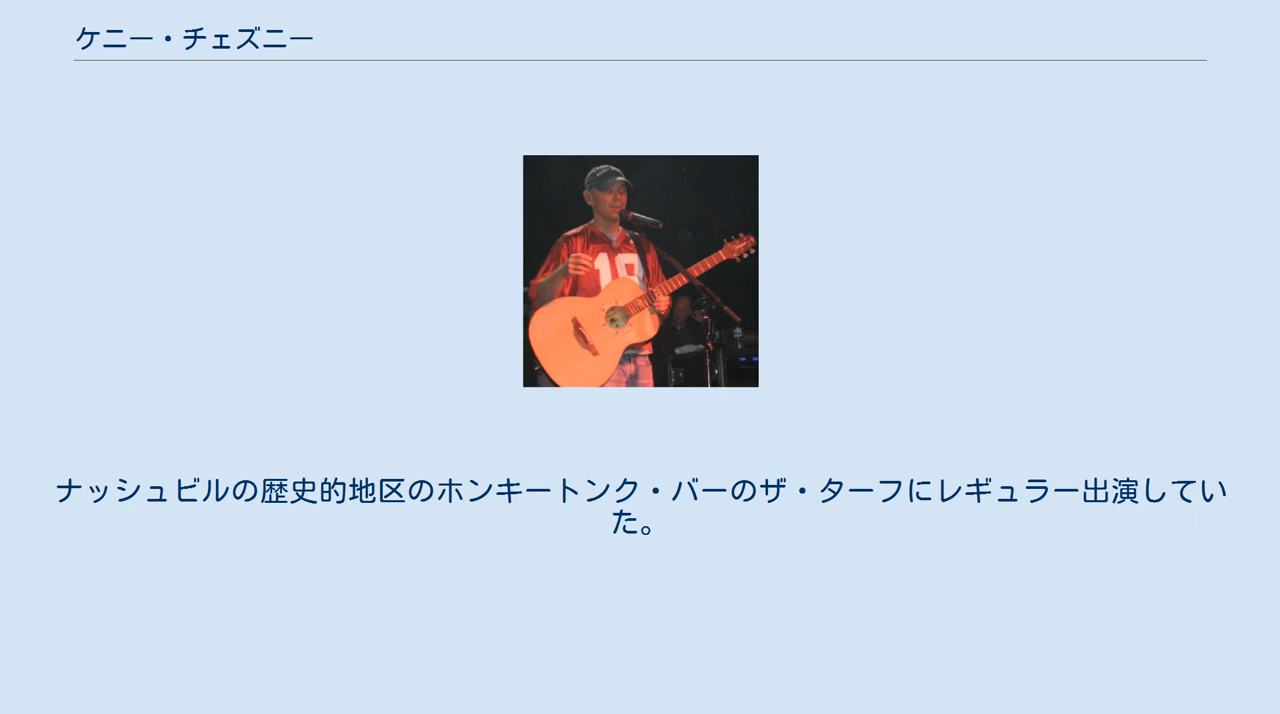 ケニー・チェズニー
18
ナッシュビルの歴史的地区のホンキートンク・バーのザ・ターフにレギュラー出演してい
た。